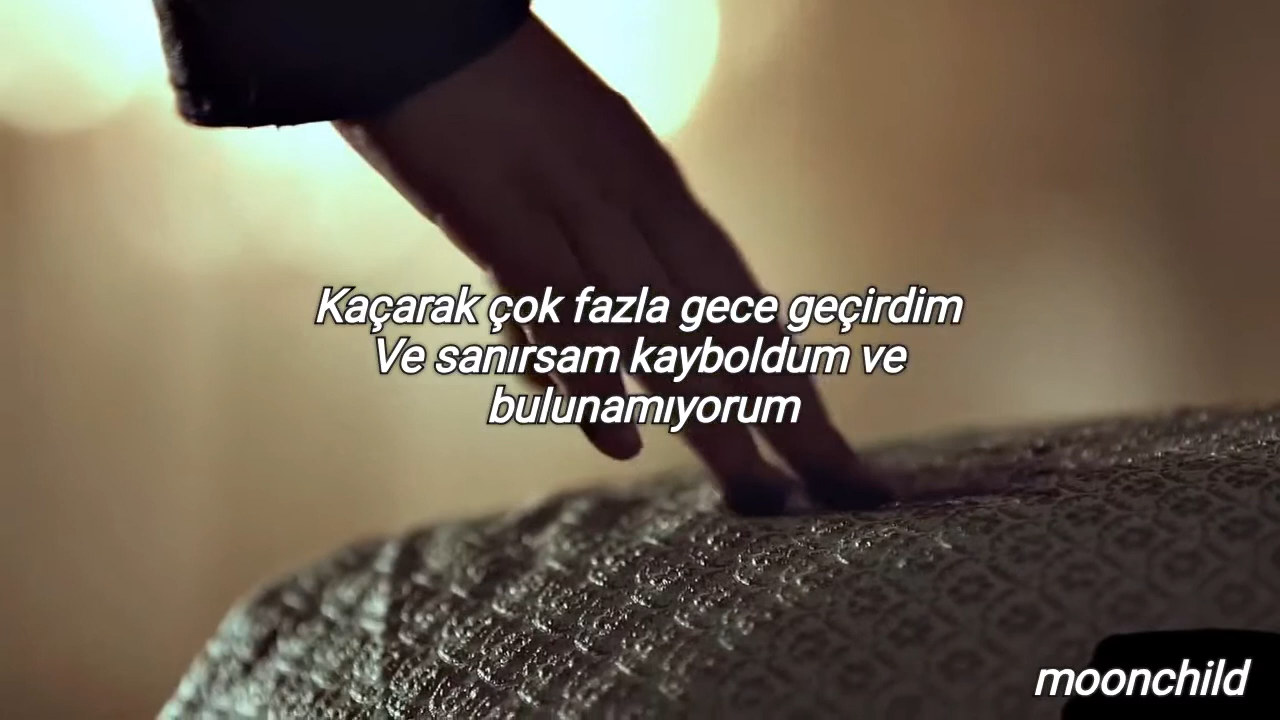 Kaçarak çok fazla gece geçirdim
Ve sanırsam kayboldum ve
bulunamıyorum
moonchild